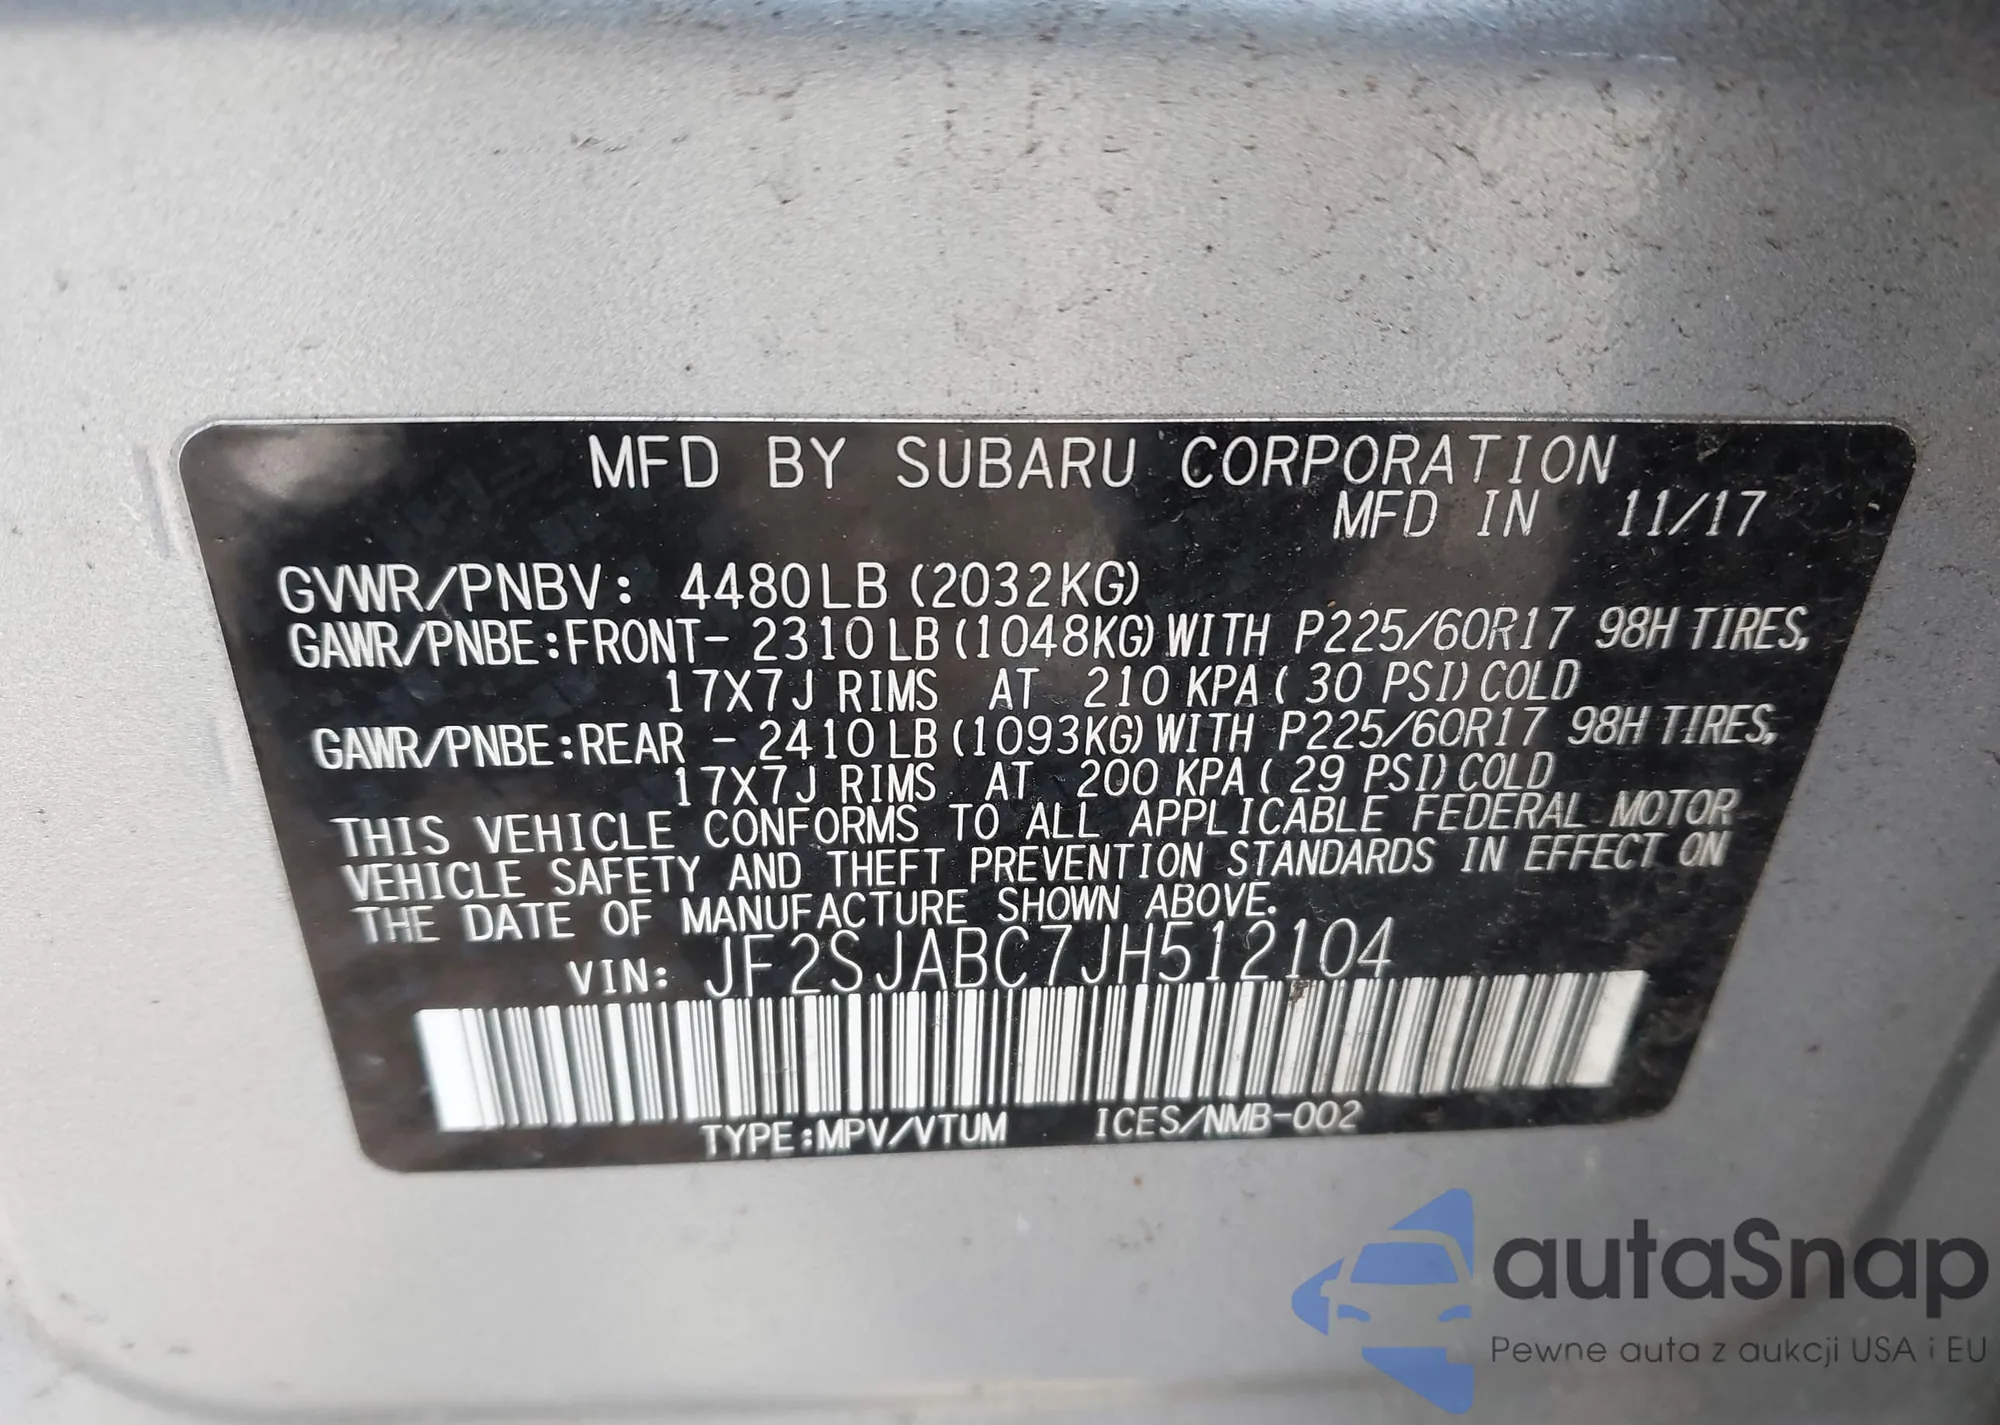 MFD BY SUBARU CORPORATION
MFD IN 11/17
GVWR/PNBV: 4480LB (2032KG)
GAWR/PNBE:FRONT- 2310LB (1048KG) WITH P225/60R17 98H TIRES,
17X7J RIMS AT 210 KPA ( 30 PSI) COLD
GAWR/PNBE:REAR - 2410LB (1093KG) WITH P225/60R17 98H TIRES,
17X7J RIMS AT 200 KPA ( 29 PSI) COLD
THIS VEHICLE CONFORMS TO ALL APPLICABLE FEDERAL MOTOR
VEHICLE SAFETY AND THEFT PREVENTION STANDARDS IN EFFECT ON
THE DATE OF MANUFACTURE SHOWN ABOVE.
VIN: JF2SJABC7JH512104
TYPE:MPV/VTUM ICES/NMB-002
autaSnap
Pewne auta z aukcji USA i EU